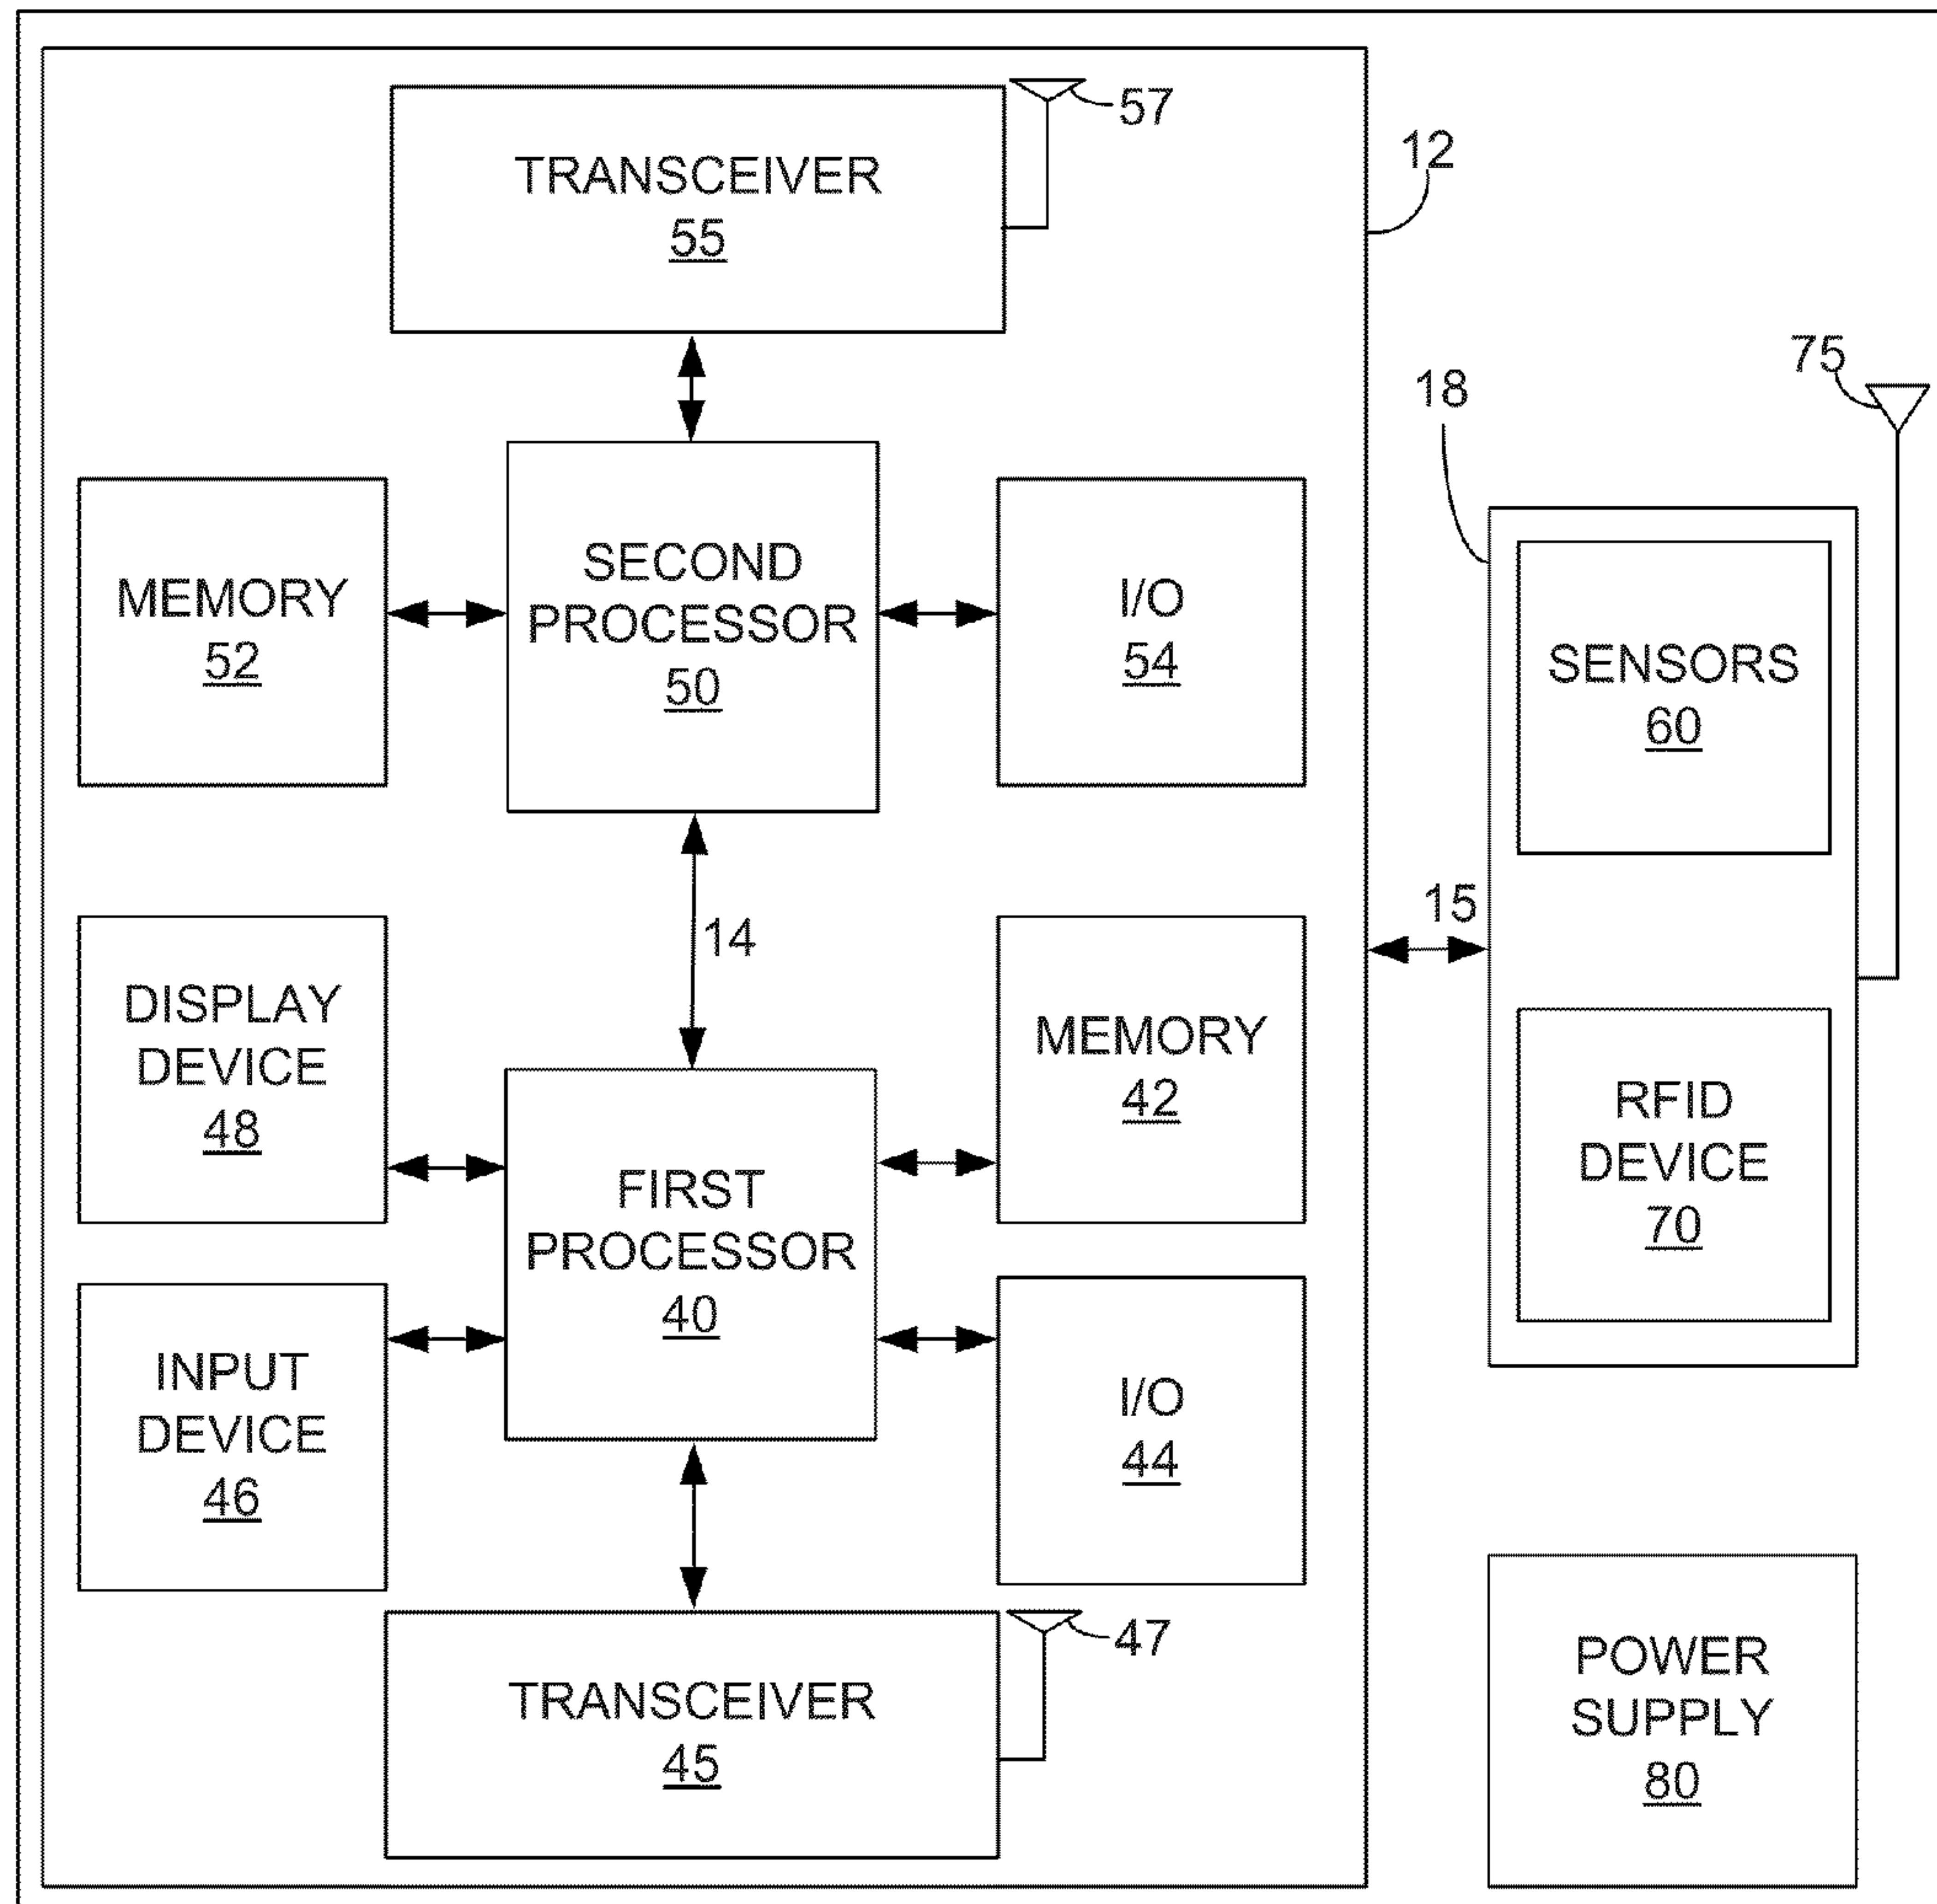 TRANSCEIVER
55
57
12
MEMORY
52
SECOND
PROCESSOR
50
I/O
54
18
75
SENSORS
60
14
15
DISPLAY
DEVICE
48
FIRST
PROCESSOR
40
MEMORY
42
RFID
DEVICE
70
INPUT
DEVICE
46
I/O
44
TRANSCEIVER
45
47
POWER
SUPPLY
80